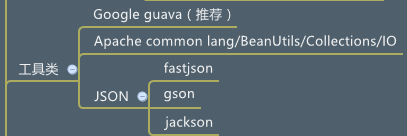 Google guava（推荐）
Apache common lang/BeanUtils/Collections/IO
工具类
fastjson
JSON
gson
jackson